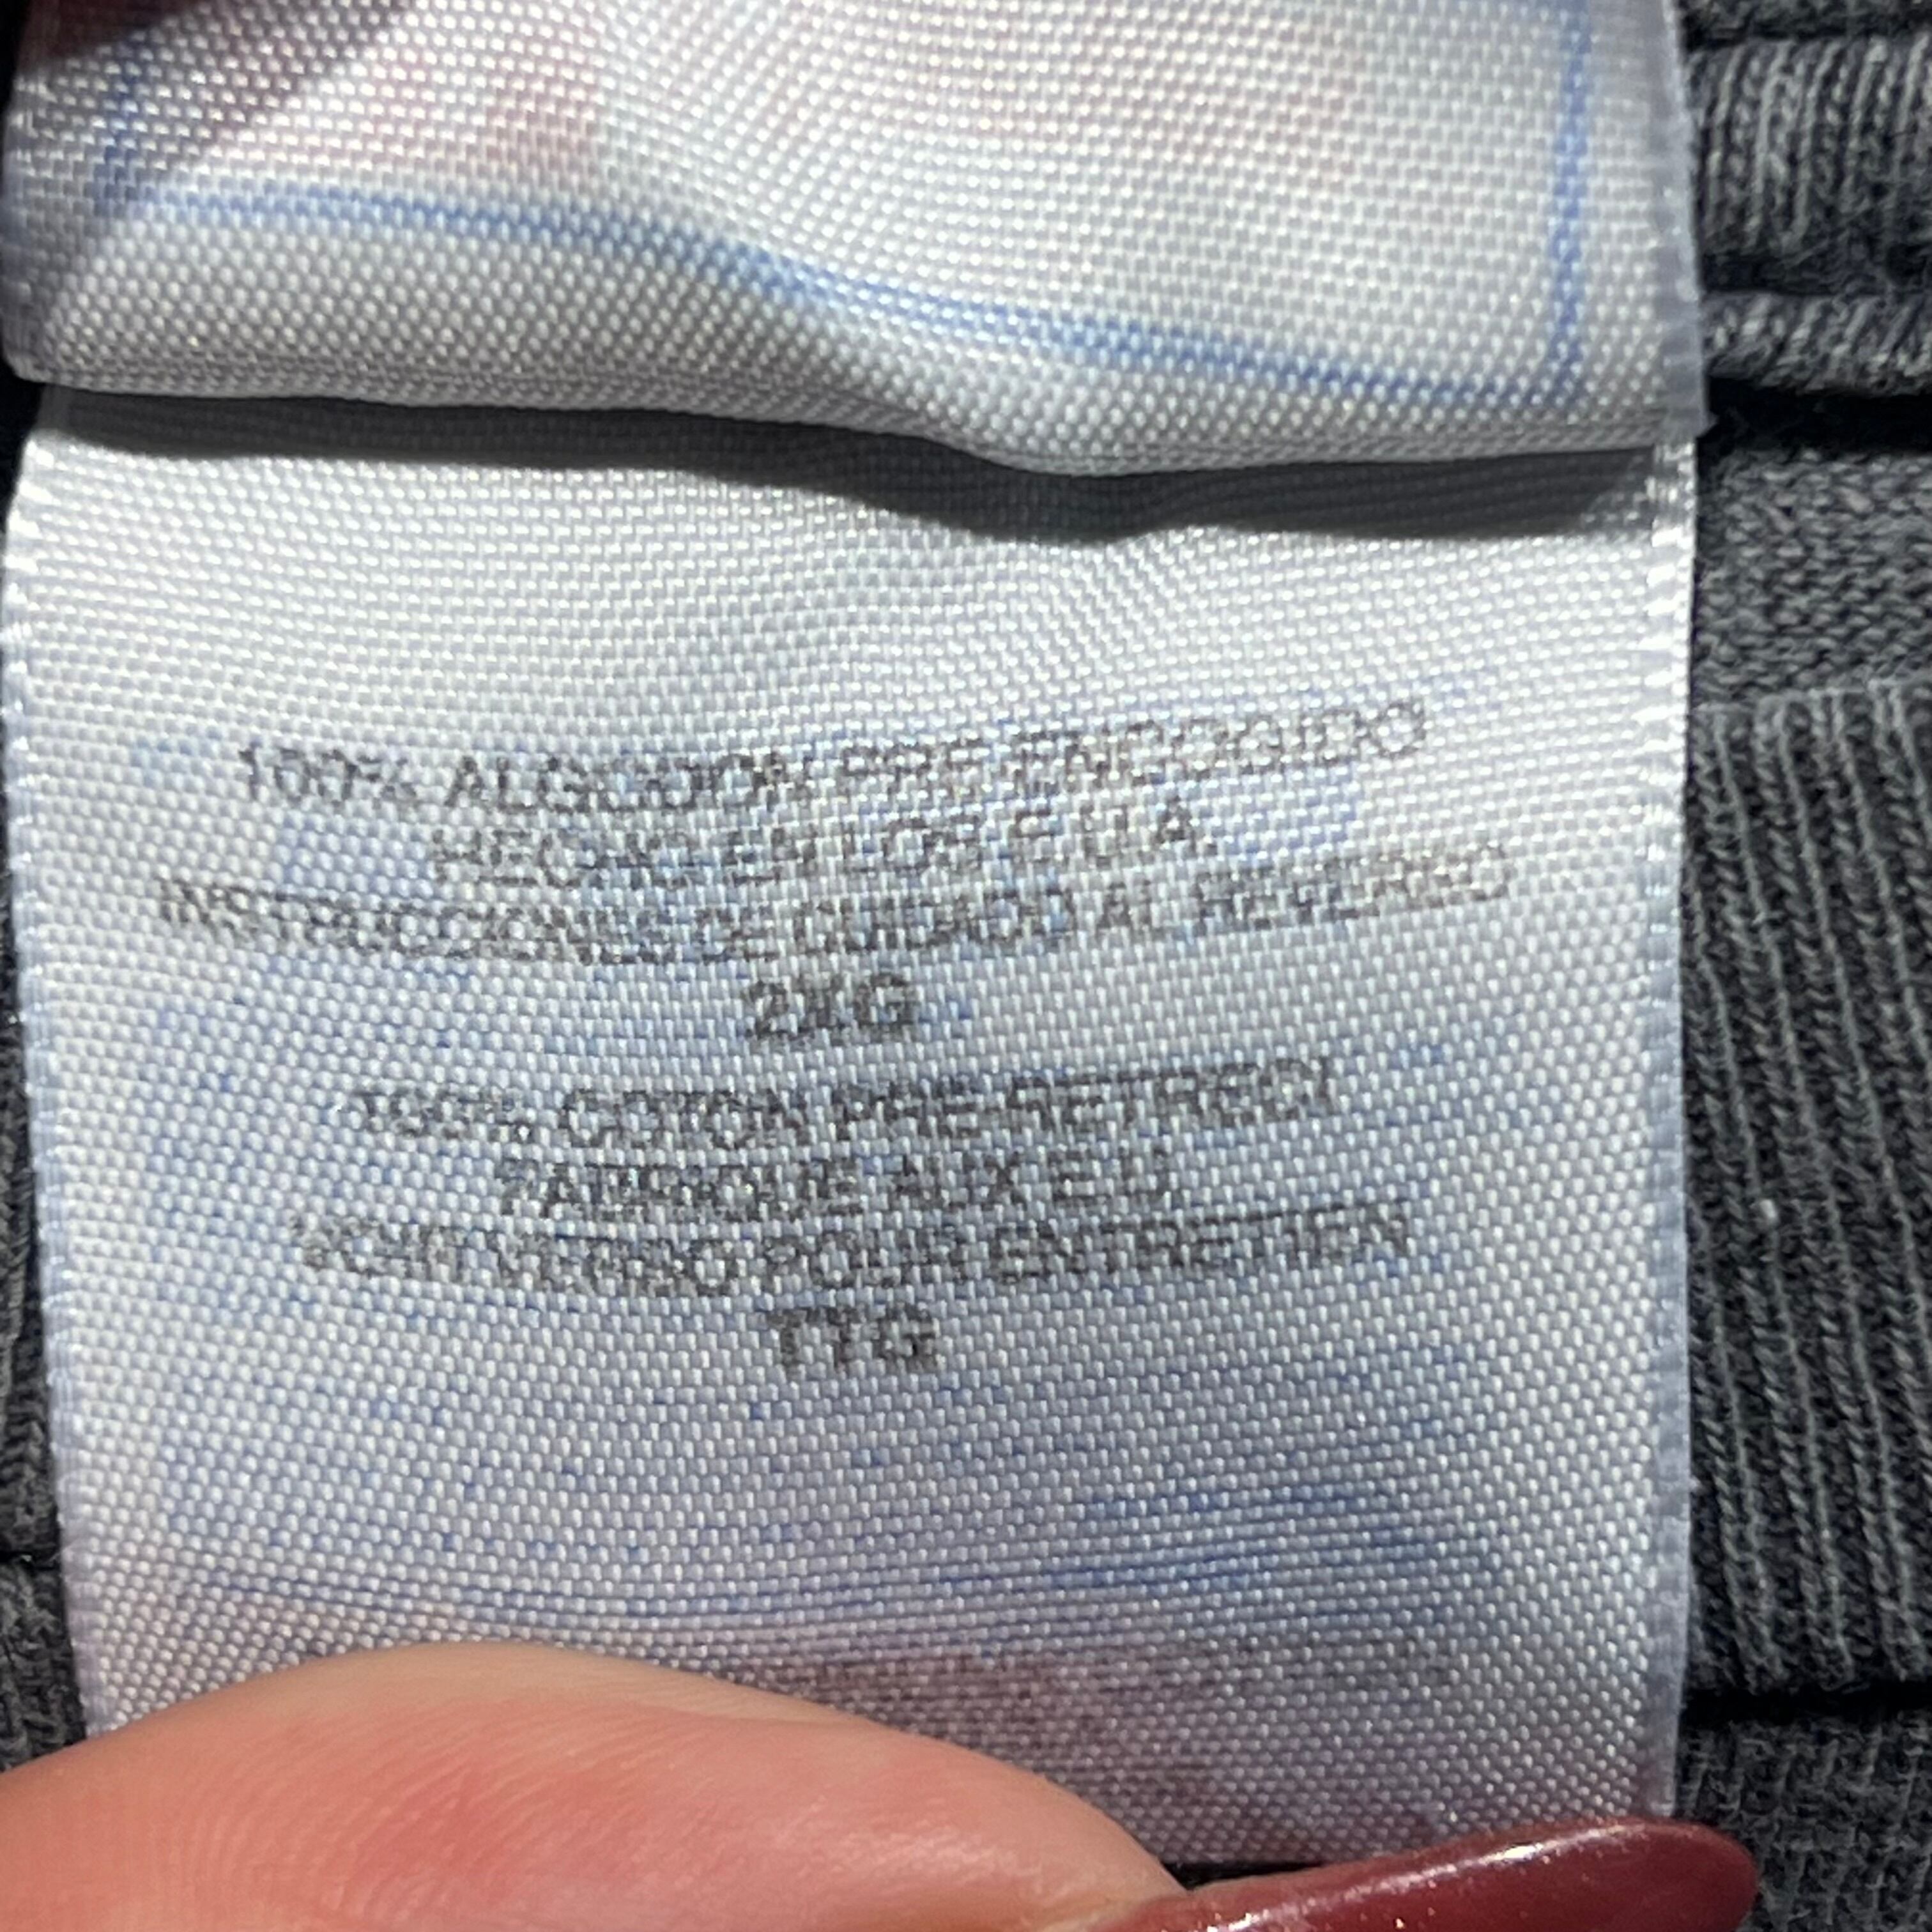 100% ALGODON PRE-ENCOGIDO
HECHO EN LOS E.U.A.
INSTRUCCIONES DE CUIDADO AL REVERSO
2XG
100% COTON PRE-RETRECI
FABRIQUE AUX E.U.
VOIR VERSO POUR ENTRETIEN
TTG